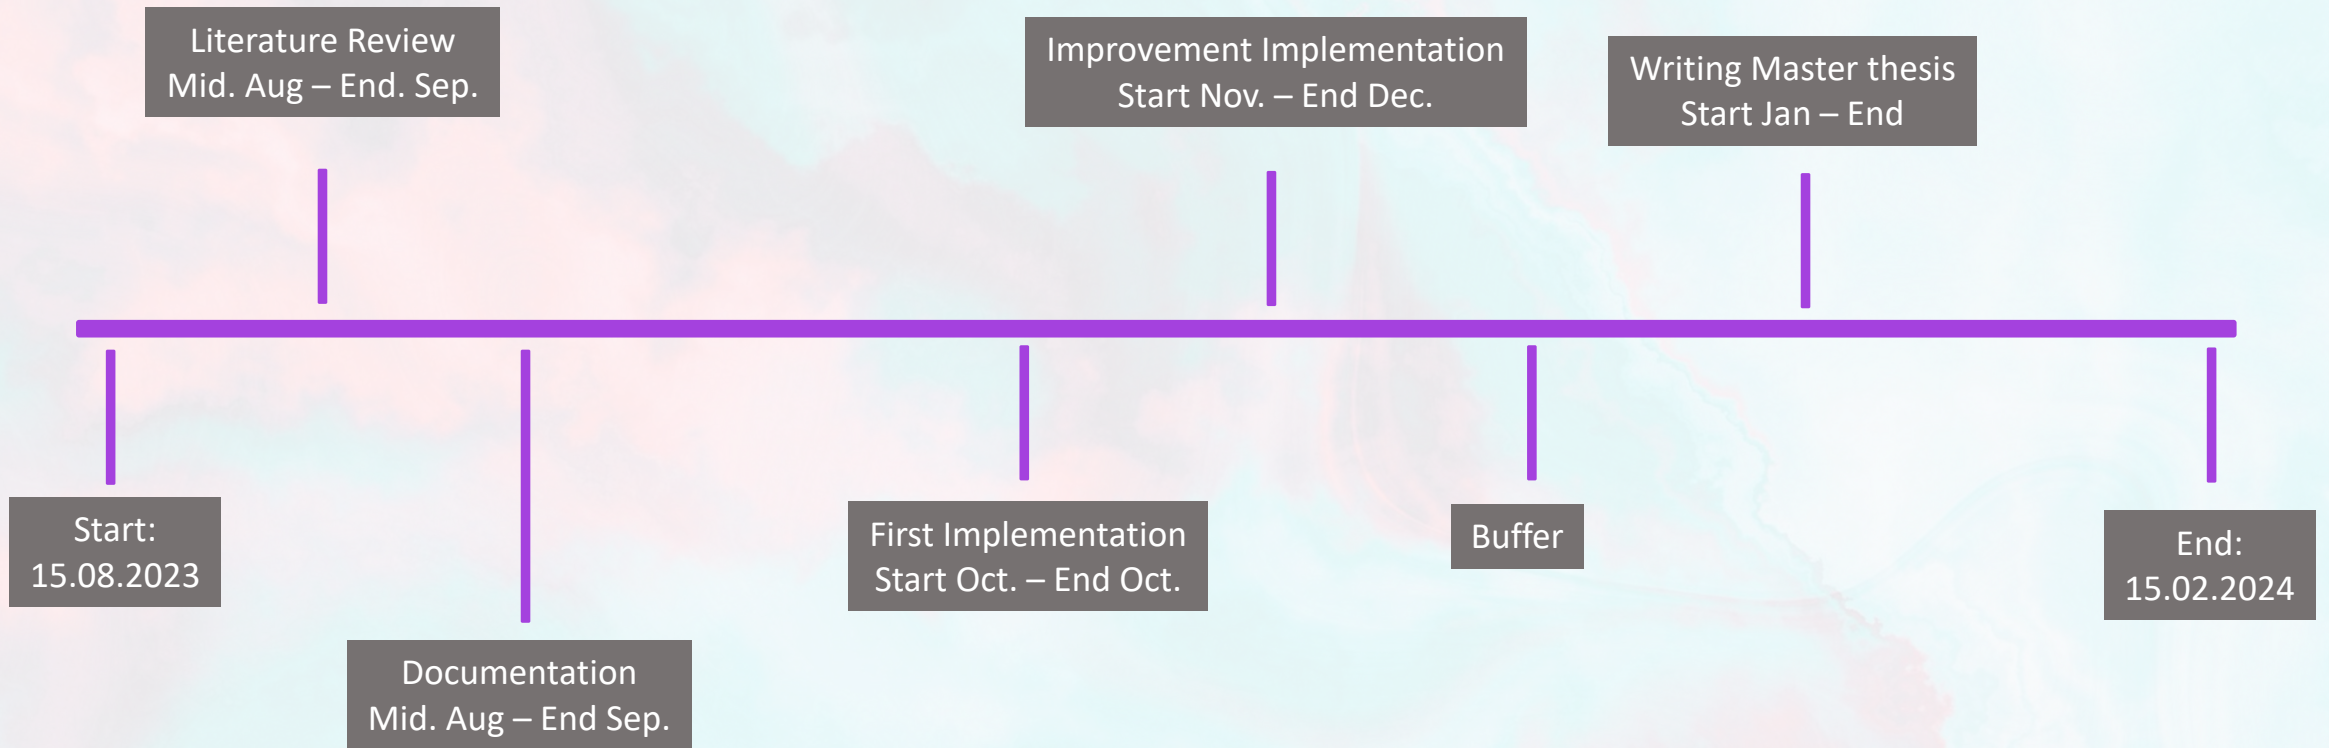 Literature Review
Mid. Aug – End. Sep.
Improvement Implementation
Start Nov. – End Dec.
Writing Master thesis
Start Jan – End
Start:
15.08.2023
Documentation
Mid. Aug – End Sep.
First Implementation
Start Oct. – End Oct.
Buffer
End:
15.02.2024